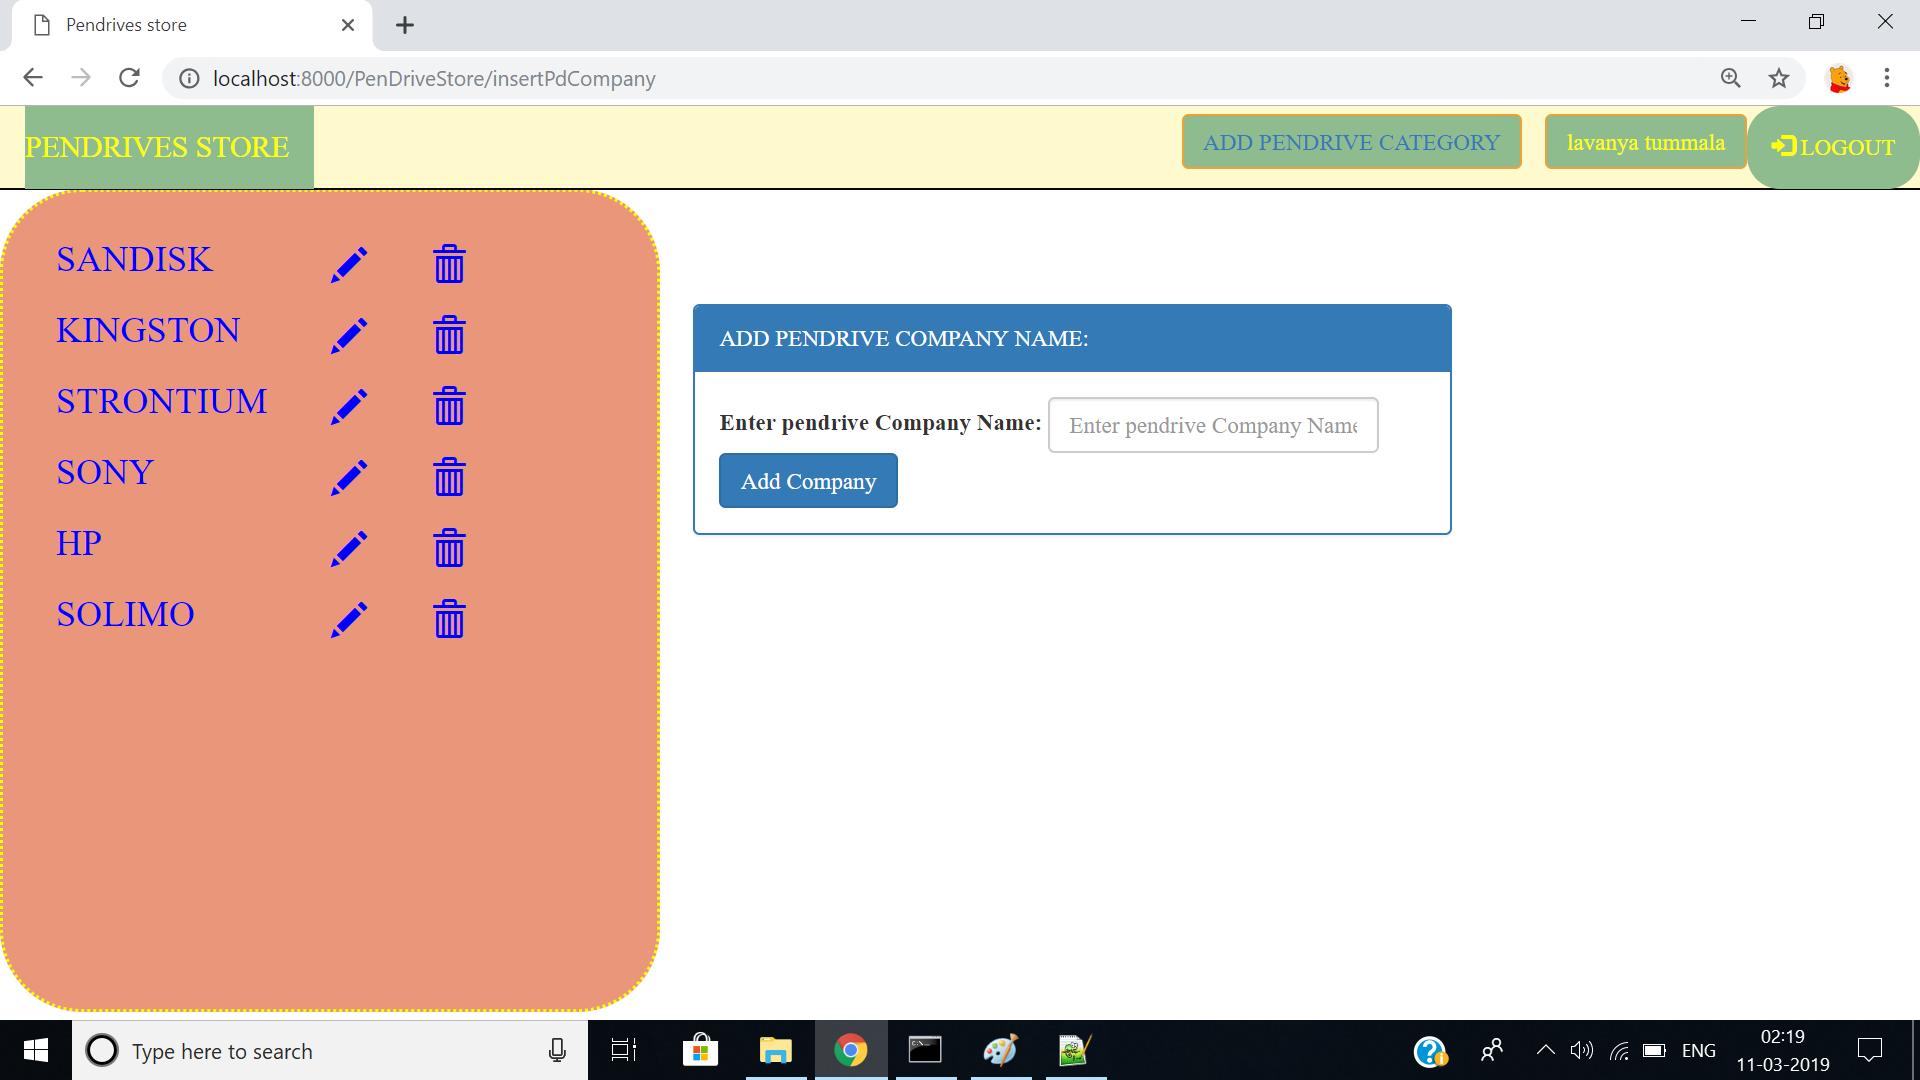 Pendrives store
localhost:8000/PenDriveStore/insertPdCompany
PENDRIVES STORE
ADD PENDRIVE CATEGORY
lavanya tummala
LOGOUT
SANDISK
KINGSTON
STRONTIUM
SONY
HP
SOLIMO
ADD PENDRIVE COMPANY NAME:
Enter pendrive Company Name: Enter pendrive Company Name
Add Company
Type here to search
ENG
02:19
11-03-2019